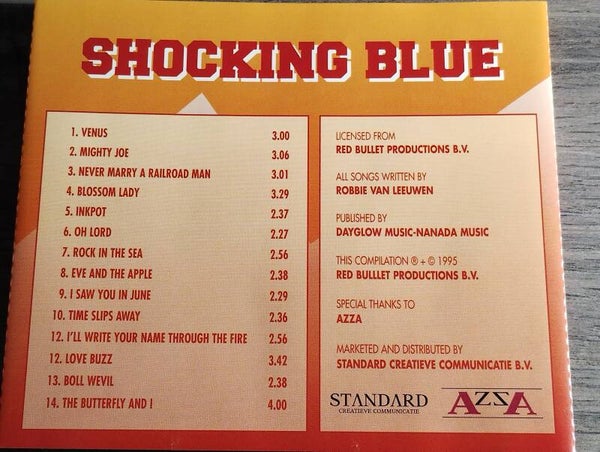 SHOCKING BLUE
1. VENUS 3.00
2. MIGHTY JOE 3.06
3. NEVER MARRY A RAILROAD MAN 3.01
4. BLOSSOM LADY 3.29
5. INKPOT 2.37
6. OH LORD 2.27
7. ROCK IN THE SEA 2.56
8. EVE AND THE APPLE 2.38
9. I SAW YOU IN JUNE 2.29
10. TIME SLIPS AWAY 2.36
12. I'LL WRITE YOUR NAME THROUGH THE FIRE 2.56
12. LOVE BUZZ 3.42
13. BOLL WEVIL 2.38
14. THE BUTTERFLY AND I 4.00
LICENSED FROM
RED BULLET PRODUCTIONS B.V.
ALL SONGS WRITTEN BY
ROBBIE VAN LEEUWEN
PUBLISHED BY
DAYGLOW MUSIC-NANADA MUSIC
THIS COMPILATION ® + © 1995
RED BULLLET PRODUCTIONS B.V.
SPECIAL THANKS TO
AZZA
MARKETED AND DISTRIBUTED BY
STANDARD CREATIEVE COMMUNICATIE B.V.
STANDARD
CREATIEVE COMMUNICATIE
AZZA